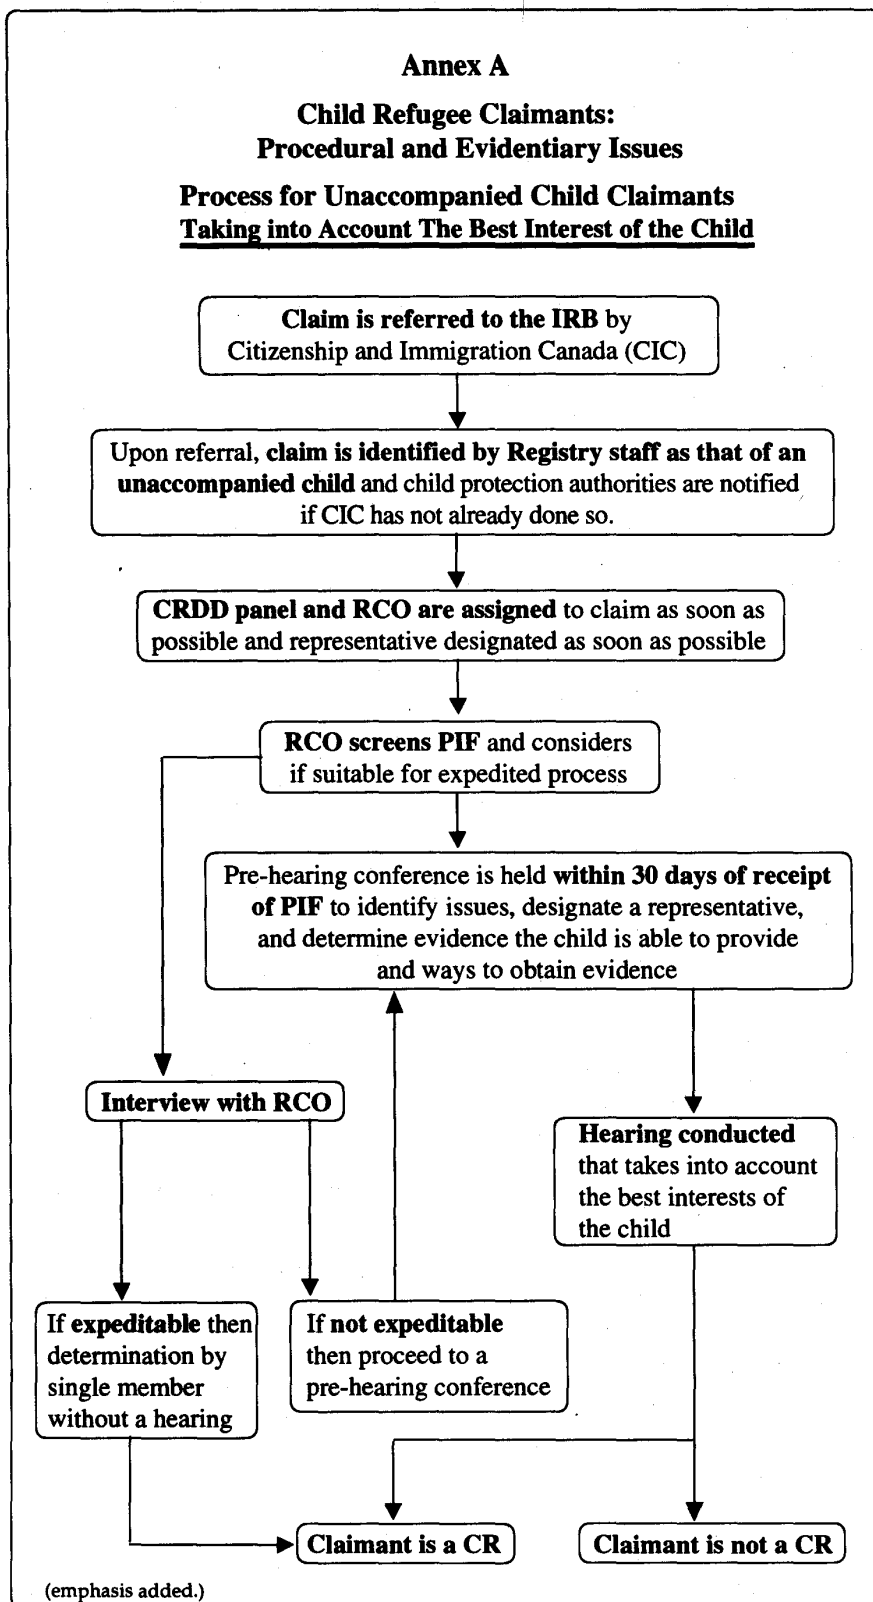 Annex A
Child Refugee Claimants:
Procedural and Evidentiary Issues
Process for Unaccompanied Child Claimants
Taking into Account The Best Interest of the Child
Claim is referred to the IRB by
Citizenship and Immigration Canada (CIC)
Upon referral, claim is identified by Registry staff as that of an
unaccompanied child and child protection authorities are notified
if CIC has not already done so.
CRDD panel and RCO are assigned to claim as soon as
possible and representative designated as soon as possible
RCO screens PIF and considers
if suitable for expedited process
Pre-hearing conference is held within 30 days of receipt
of PIF to identify issues, designate a representative,
and determine evidence the child is able to provide
and ways to obtain evidence
Interview with RCO
Hearing conducted
that takes into account
the best interests of
the child
If expeditable then
determination by
single member
without a hearing
If not expeditable
then proceed to a
pre-hearing conference
Claimant is a CR
Claimant is not a CR
(emphasis added.)